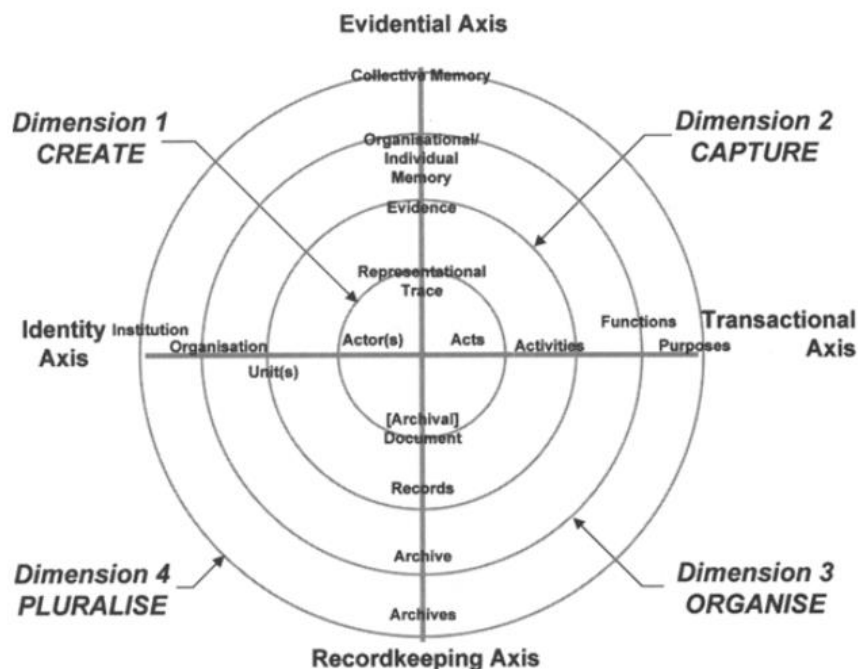 Evidential Axis
Collective Memory
Dimension 1
CREATE
Dimension 2
CAPTURE
Organisational/
Individual
Memory
Evidence
Representational
Trace
Identity
Axis
Institution
Organisation
Unit(s)
Actor(s)
Acts
Activities
Functions
Purposes
Transactional
Axis
[Archival]
Document
Records
Archive
Archives
Dimension 4
PLURALISE
Dimension 3
ORGANISE
Recordkeeping Axis